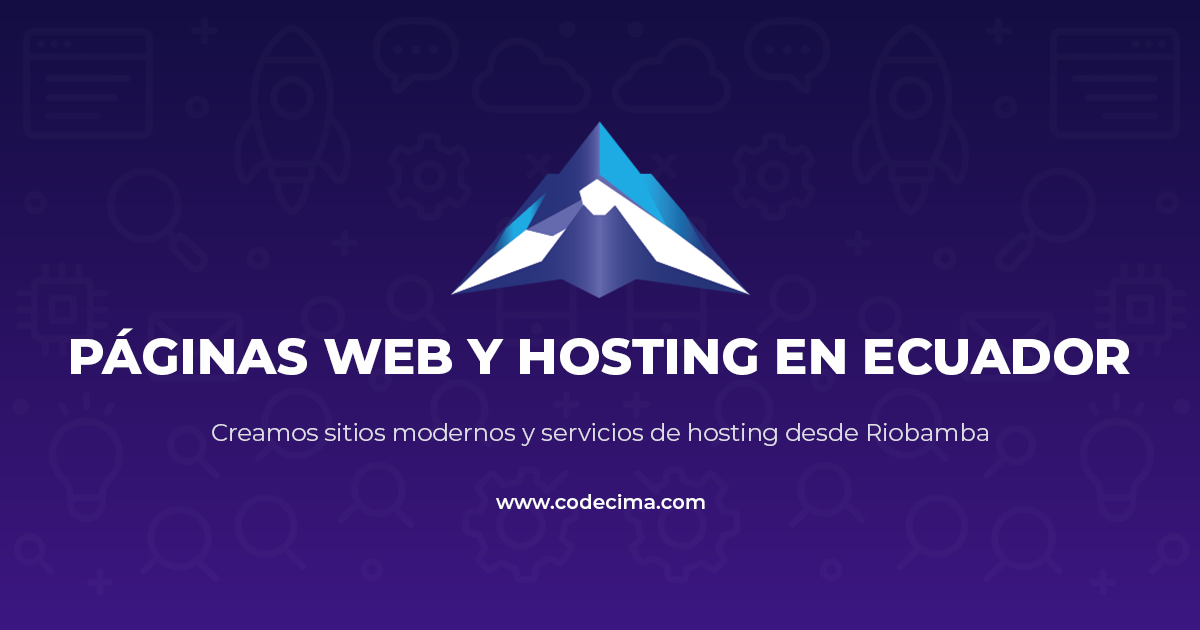 PÁGINAS WEB Y HOSTING EN ECUADOR
Creamos sitios modernos y servicios de hosting desde Riobamba
www.codecima.com